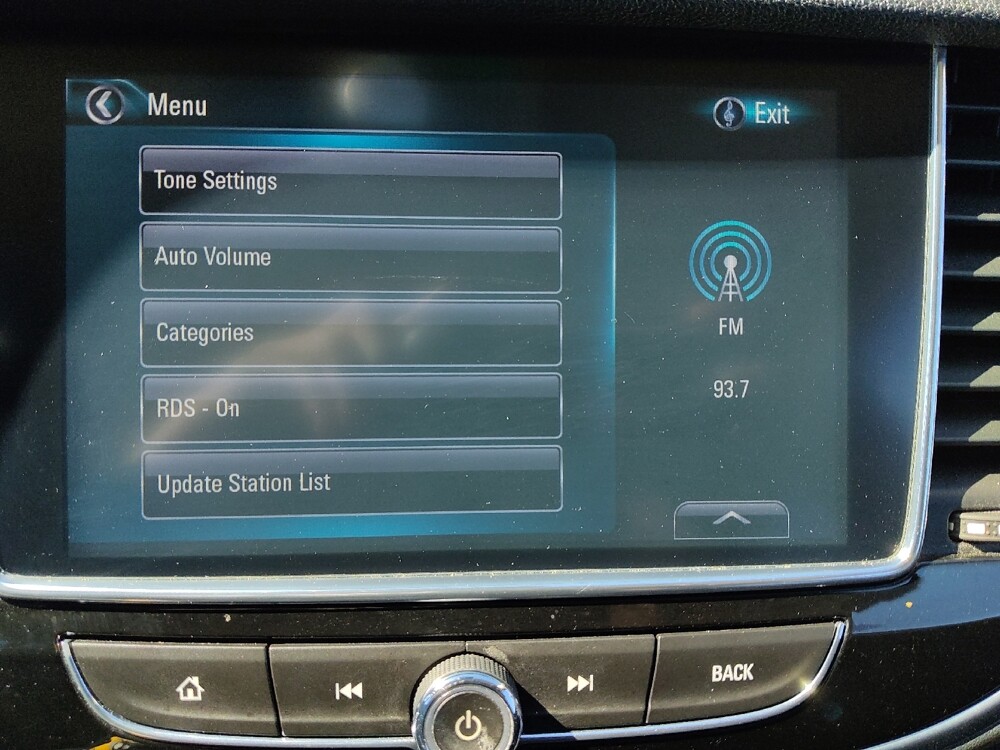 Menu
Exit
Tone Settings
Auto Volume
Categories
RDS - On
Update Station List
FM
93.7
BACK